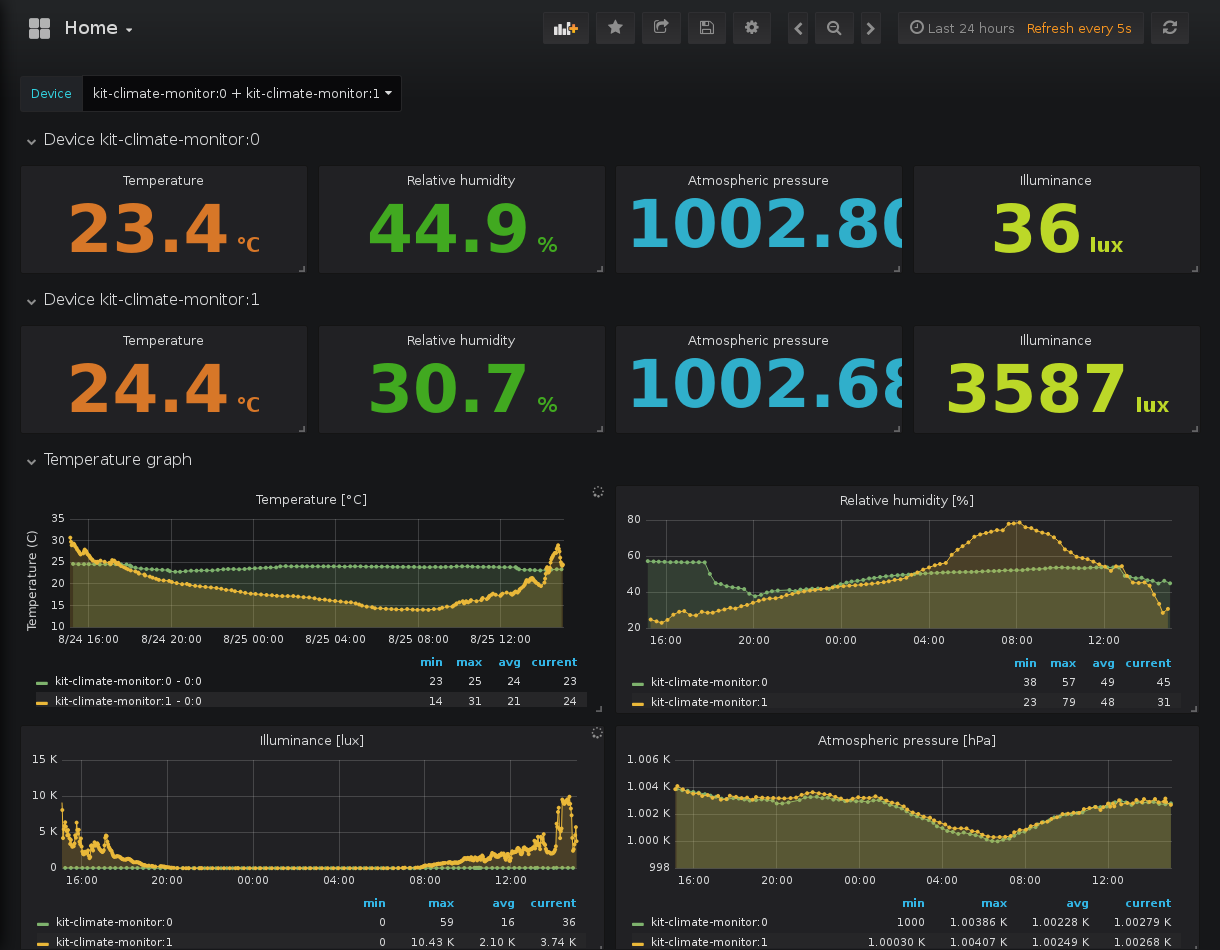 Home
Last 24 hours Refresh every 5s
Device kit-climate-monitor:0 + kit-climate-monitor:1
Device kit-climate-monitor:0
Temperature Relative humidity Atmospheric pressure Illuminance
23.4 °C 44.9 % 1002.80 36 lux
Device kit-climate-monitor:1
Temperature Relative humidity Atmospheric pressure Illuminance
24.4 °C 30.7 % 1002.68 3587 lux
Temperature graph
Temperature [°C]
Temperature (C)
35
30
25
20
15
10
8/24 16:00 8/24 20:00 8/25 00:00 8/25 04:00 8/25 08:00 8/25 12:00
min max avg current
kit-climate-monitor:0 - 0:0 23 25 24 23
kit-climate-monitor:1 - 0:0 14 31 21 24
Relative humidity [%]
80
60
40
20
16:00 20:00 00:00 04:00 08:00 12:00
min max avg current
kit-climate-monitor:0 38 57 49 45
kit-climate-monitor:1 23 79 48 31
Illuminance [lux]
15 K
10 K
5 K
0
16:00 20:00 00:00 04:00 08:00 12:00
min max avg current
kit-climate-monitor:0 0 59 16 36
kit-climate-monitor:1 0 10.43 K 2.10 K 3.74 K
Atmospheric pressure [hPa]
1.006 K
1.004 K
1.002 K
1.000 K
998
16:00 20:00 00:00 04:00 08:00 12:00
min max avg current
kit-climate-monitor:0 1000 1.00386 K 1.00228 K 1.00279 K
kit-climate-monitor:1 1.00030 K 1.00407 K 1.00249 K 1.00268 K